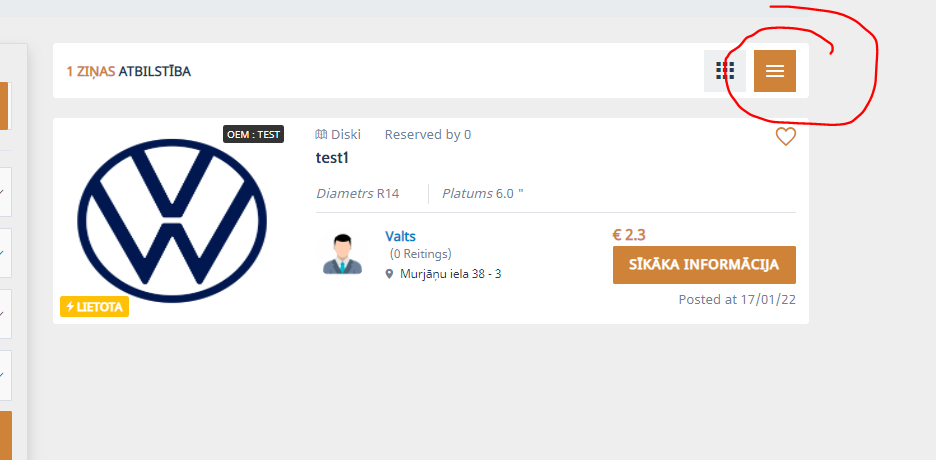 1 ZIŅAS ATBILSTĪBA
OEM : TEST
Diski Reserved by 0
test1
Diametrs R14 Platums 6.0 "
Valts
(0 Reitings)
Murjāņu iela 38 - 3
€ 2.3
SĪKĀKA INFORMĀCIJA
Posted at 17/01/22
LIETOTA